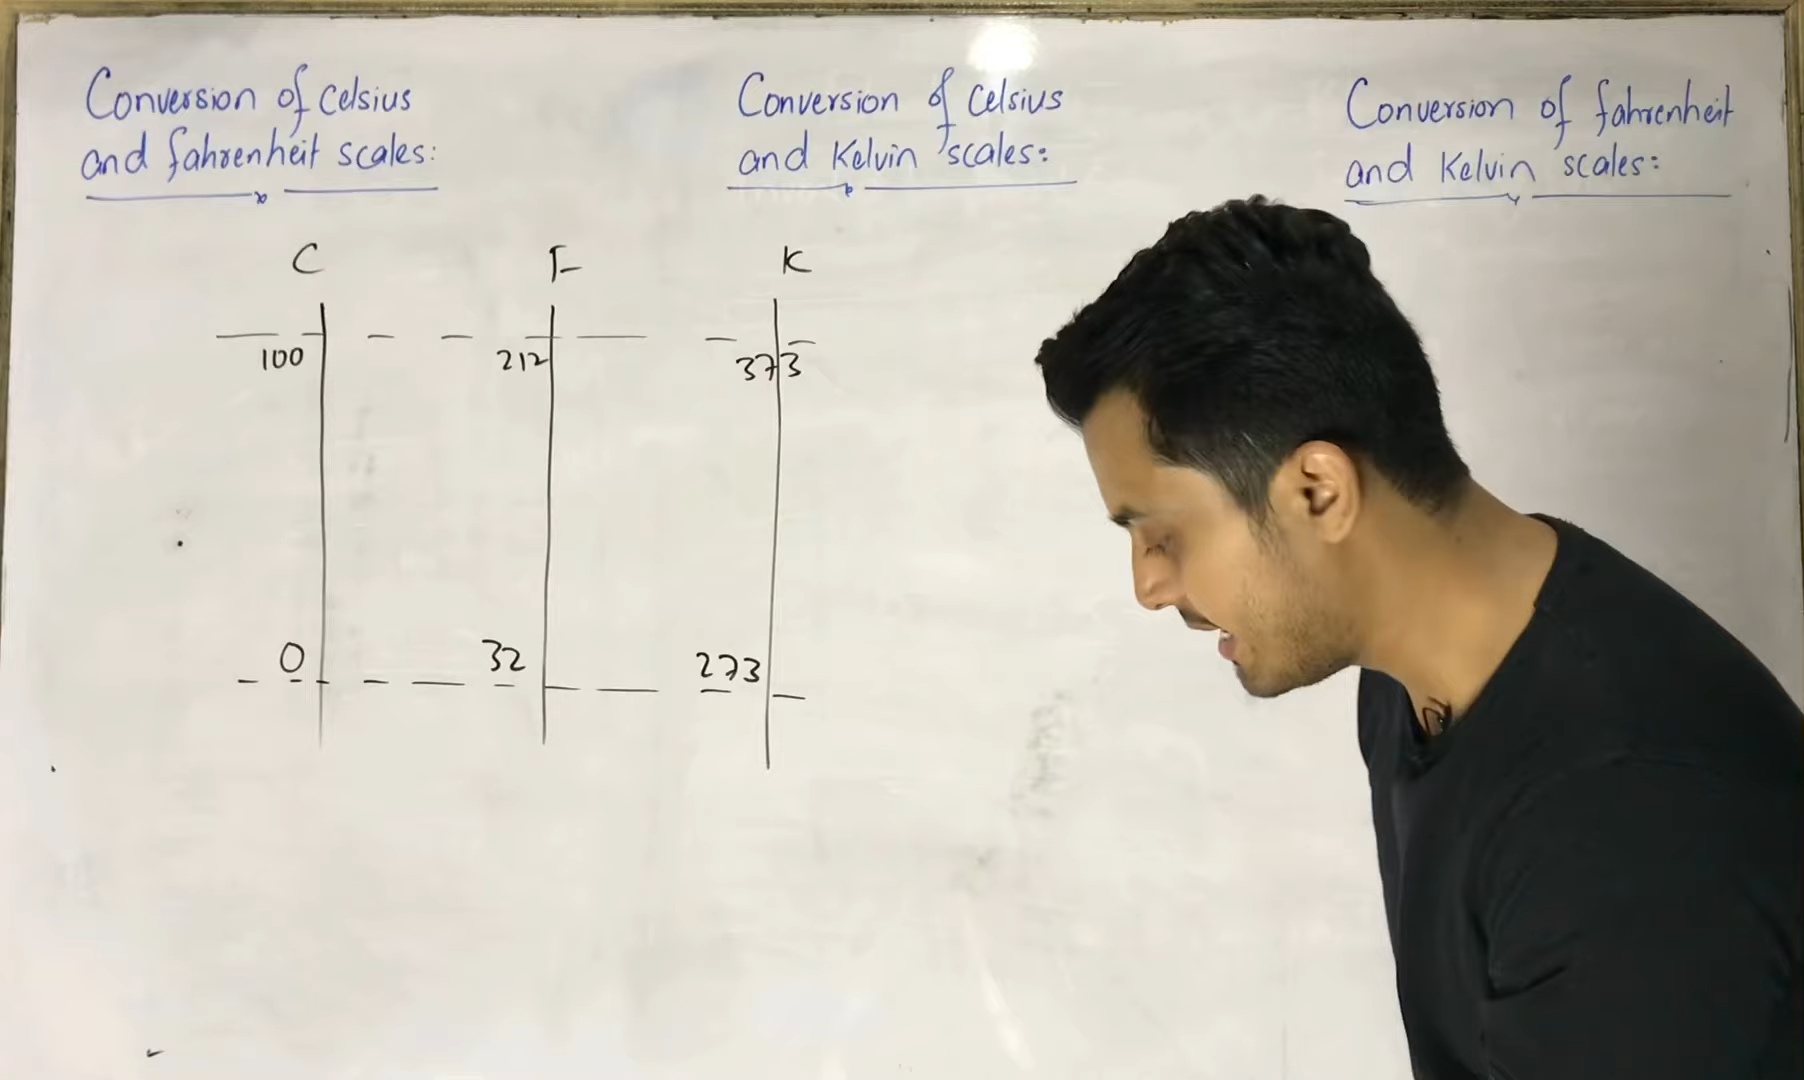 Conversion of Celsius
and fahrenheit scales:
Conversion of Celsius
and Kelvin scales:
Conversion of fahrenheit
and Kelvin scales:
C F K
100 212 373
0 32 273